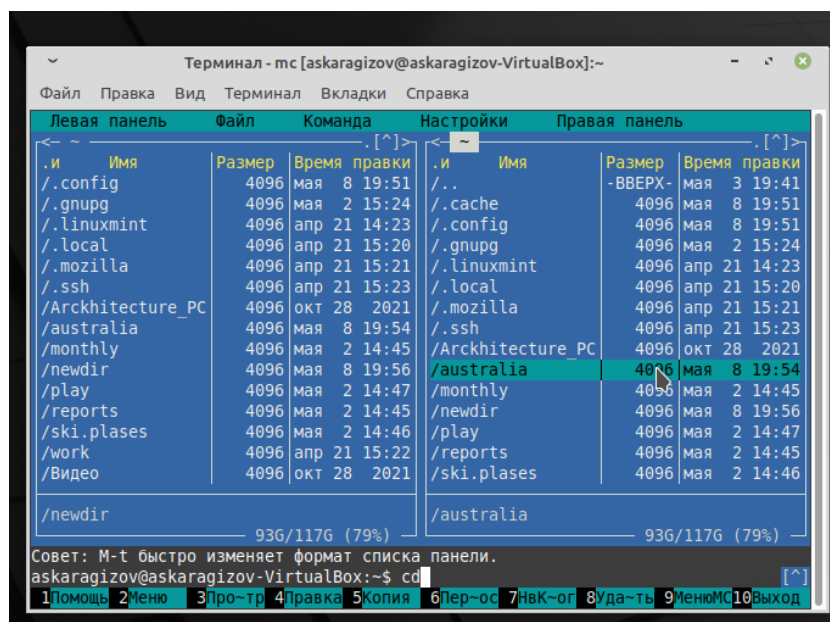 Терминал - mc [askaragizov@askaragizov-VirtualBox]:~
Файл Правка Вид Терминал Вкладки Справка
Левая панель Файл Команда Настройки Правая панель
<- ~ .[^]> <- ~ .[^]>
.и Имя Размер Время правки .и Имя Размер Время правки
/.config 4096 мая 8 19:51 /.. -ВВЕРХ- мая 3 19:41
/.gnupg 4096 мая 2 15:24 /.cache 4096 мая 8 19:51
/.linuxmint 4096 апр 21 14:23 /.config 4096 мая 8 19:51
/.local 4096 апр 21 15:20 /.gnupg 4096 мая 2 15:24
/.mozilla 4096 апр 21 15:21 /.linuxmint 4096 апр 21 14:23
/.ssh 4096 апр 21 15:23 /.local 4096 апр 21 15:20
/Arckhitecture_PC 4096 окт 28 2021 /.mozilla 4096 апр 21 15:21
/australia 4096 мая 8 19:54 /.ssh 4096 апр 21 15:23
/monthly 4096 мая 2 14:45 /Arckhitecture_PC 4096 окт 28 2021
/newdir 4096 мая 8 19:56 /australia 4096 мая 8 19:54
/play 4096 мая 2 14:47 /monthly 4096 мая 2 14:45
/reports 4096 мая 2 14:45 /newdir 4096 мая 8 19:56
/ski.plases 4096 мая 2 14:46 /play 4096 мая 2 14:47
/work 4096 апр 21 15:22 /reports 4096 мая 2 14:45
/Видео 4096 окт 28 2021 /ski.plases 4096 мая 2 14:46
/newdir /australia
93G/117G (79%) 93G/117G (79%)
Совет: M-t быстро изменяет формат списка панели.
askaragizov@askaragizov-VirtualBox:~$ cd [^]
1Помощь 2Меню 3Про~тр 4Правка 5Копия 6Пер~ос 7НвК~ог 8Уда~ть 9МенюMC 10Выход